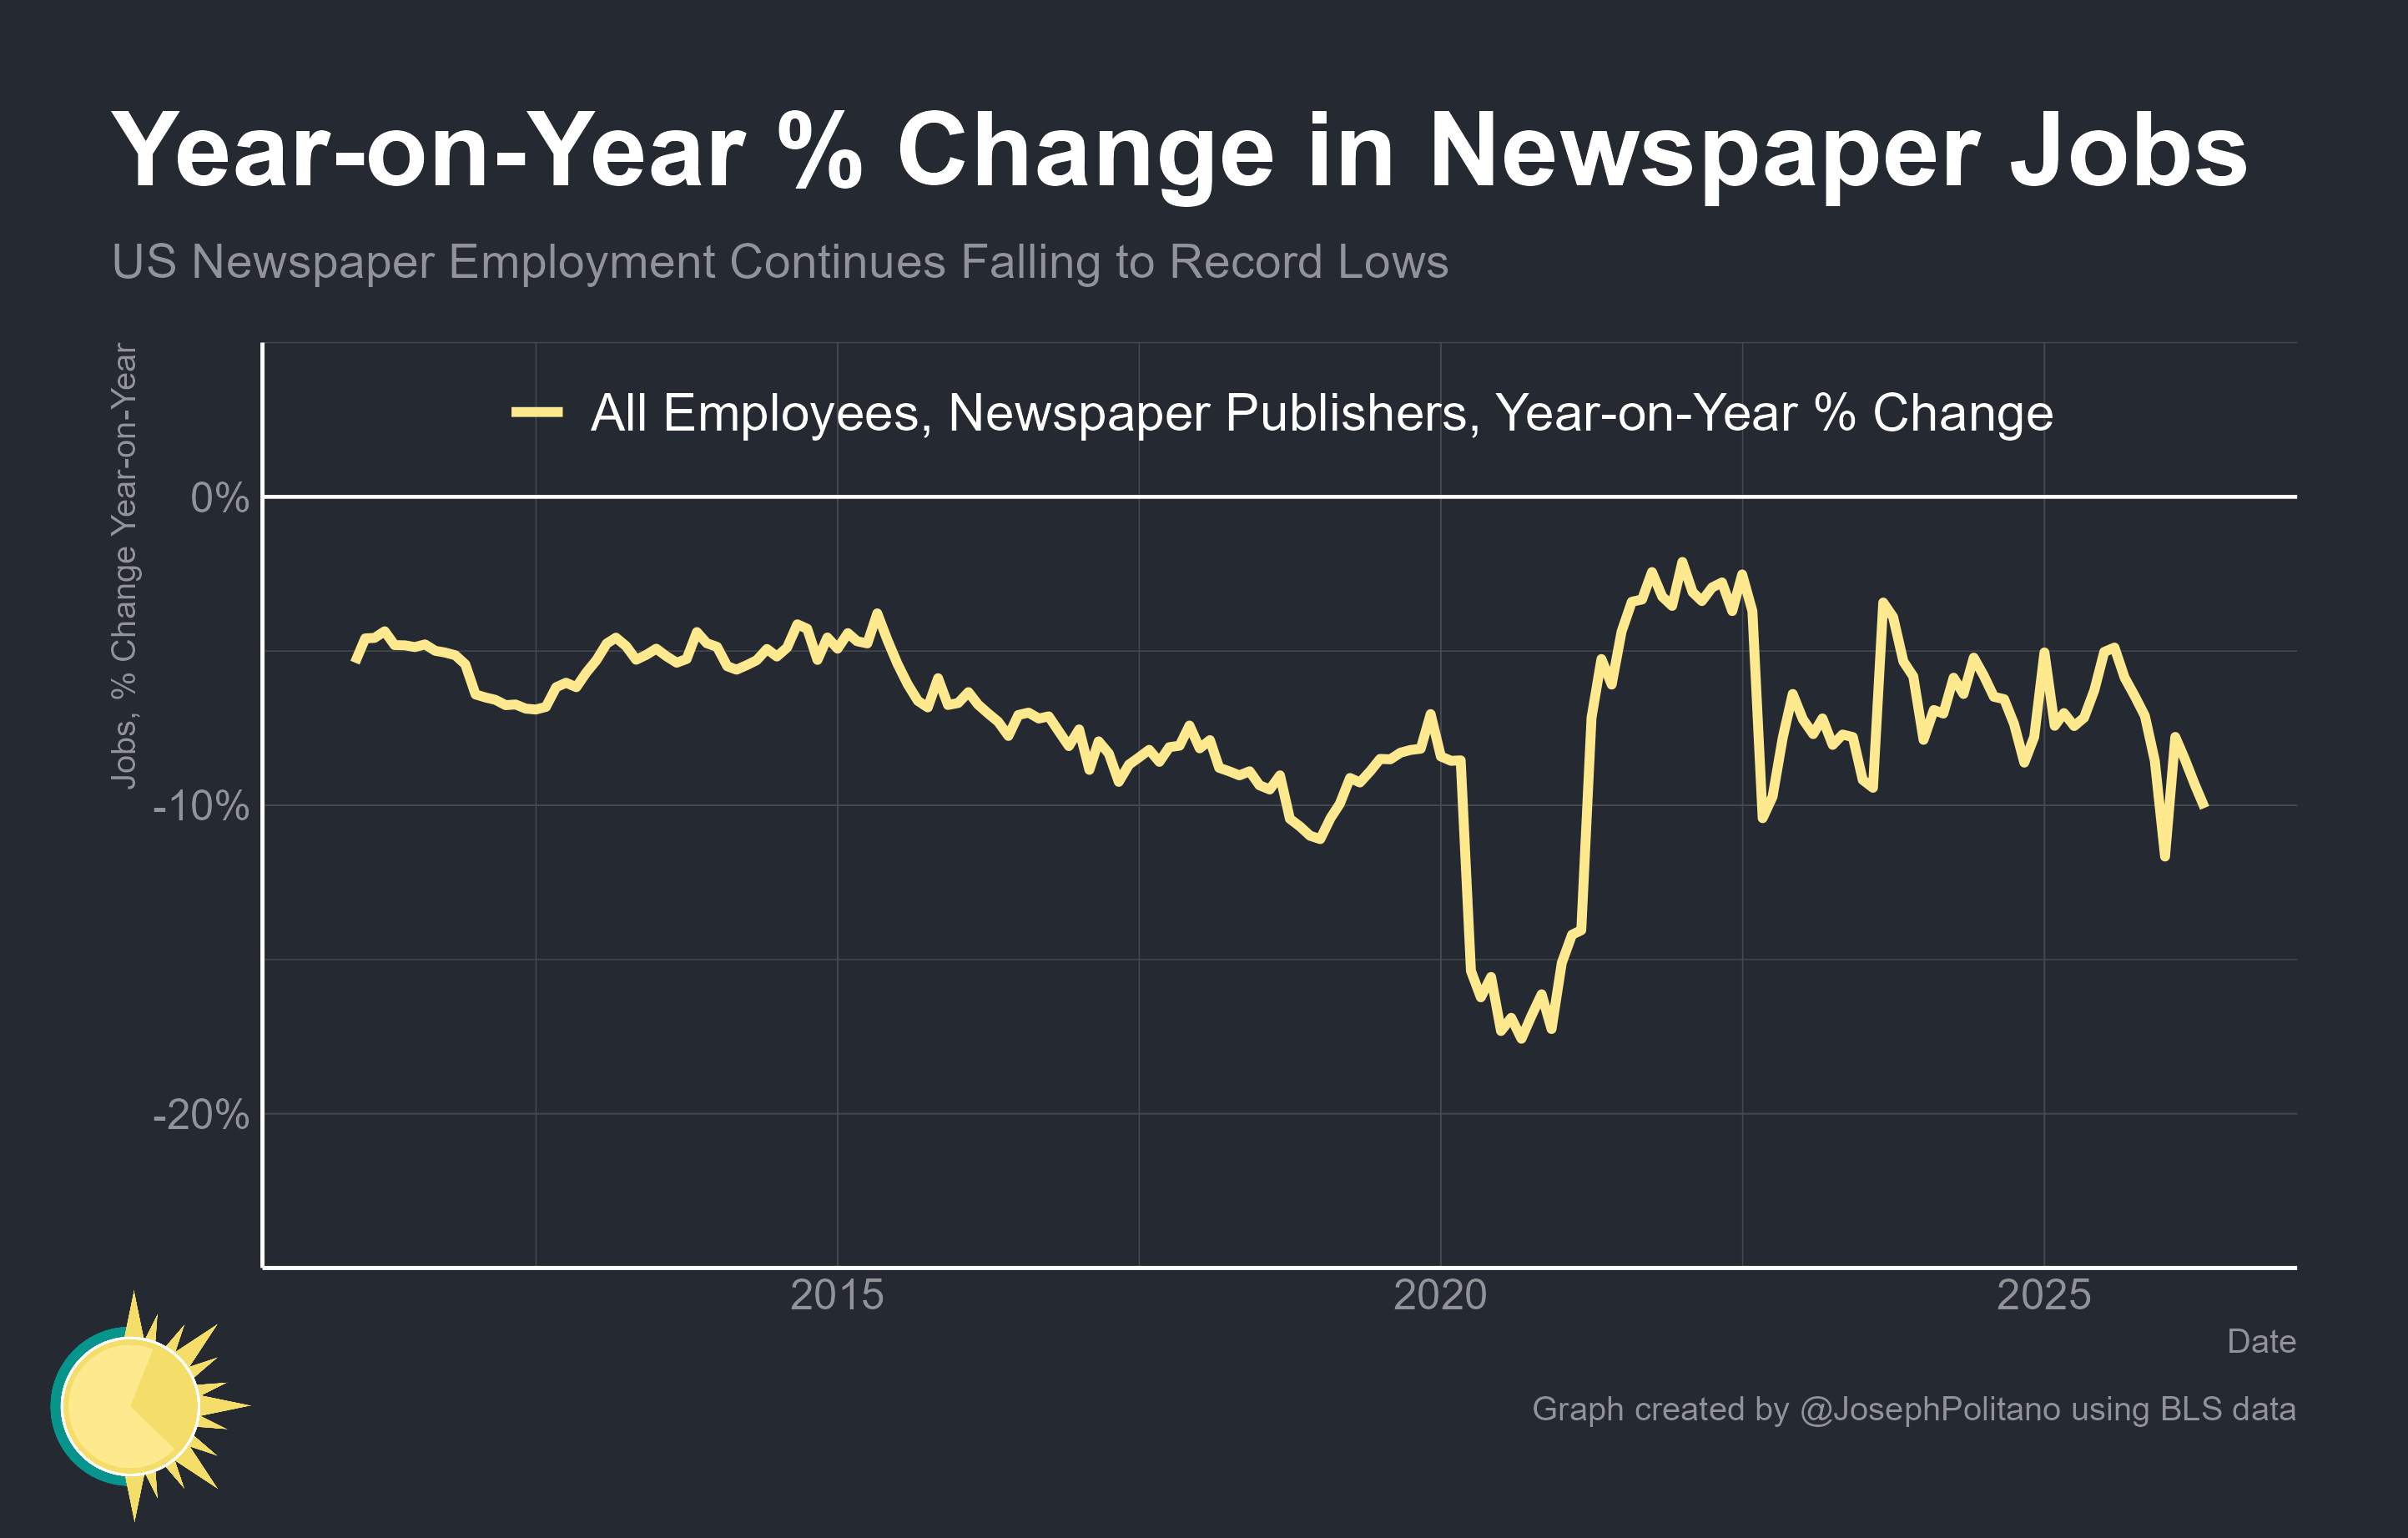 Year-on-Year % Change in Newspaper Jobs
US Newspaper Employment Continues Falling to Record Lows
Jobs, % Change Year-on-Year
All Employees, Newspaper Publishers, Year-on-Year % Change
0%
-10%
-20%
2015 2020 2025
Date
Graph created by @JosephPolitano using BLS data